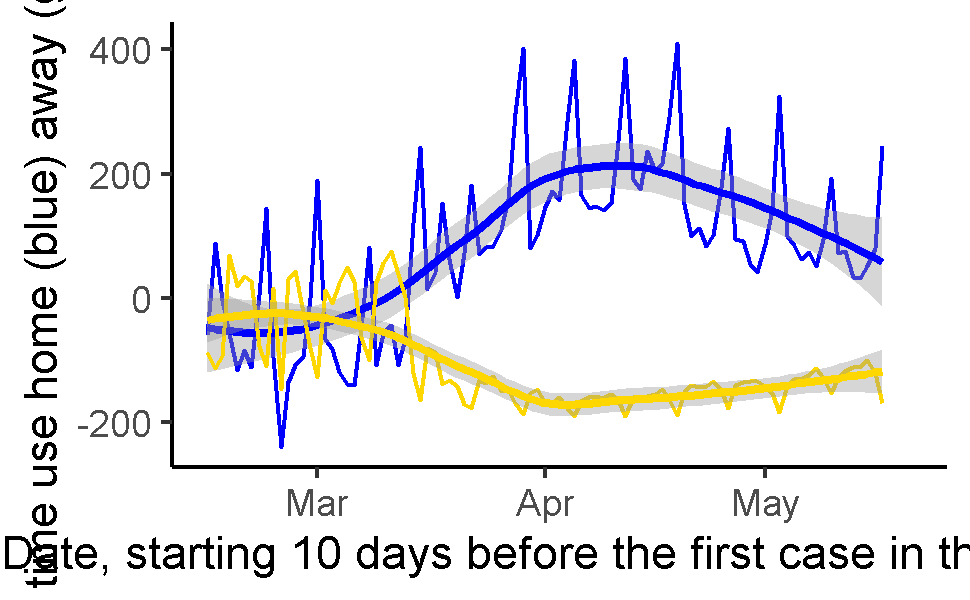 time use home (blue) away (
400
200
0
-200
Mar Apr May
Date, starting 10 days before the first case in th